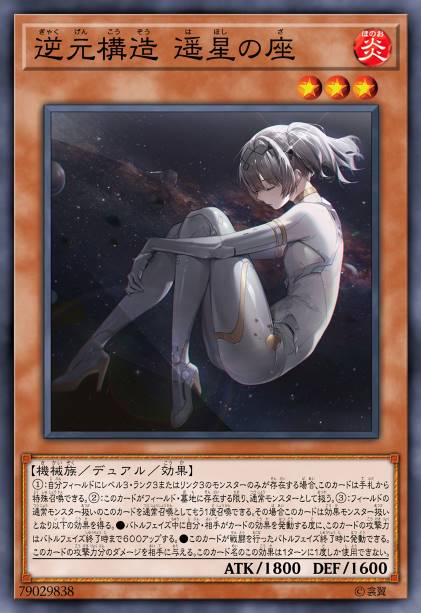 逆元構造 遥星の座
ぎゃく げん こう ぞう は ほし ざ
炎
ほのお
【機械族／デュアル／効果】
①：自分フィールドにレベル3・ランク3またはリンク3のモンスターのみが存在する場合、このカードは手札から
特殊召喚できる。②：このカードがフィールド・墓地に存在する限り、通常モンスターとして扱う。③：フィールドの
通常モンスター扱いのこのカードを通常召喚としてもう1度召喚できる。その場合このカードは効果モンスター扱い
となり以下の効果を得る。●バトルフェイズ中に自分・相手がカードの効果を発動する度に、このカードの攻撃力
はバトルフェイズ終了時まで600アップする。●このカードが戦闘を行ったバトルフェイズ終了時に発動できる。
このカードの攻撃力分のダメージを相手に与える。このカード名のこの効果は1ターンに1度しか使用できない。
ATK/1800 DEF/1600
79029838